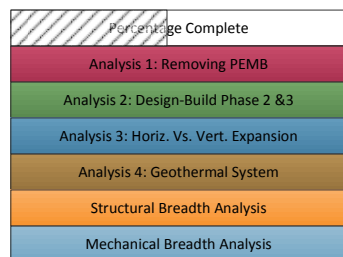 Percentage Complete
Analysis 1: Removing PEMB
Analysis 2: Design-Build Phase 2 &3
Analysis 3: Horiz. Vs. Vert. Expansion
Analysis 4: Geothermal System
Structural Breadth Analysis
Mechanical Breadth Analysis